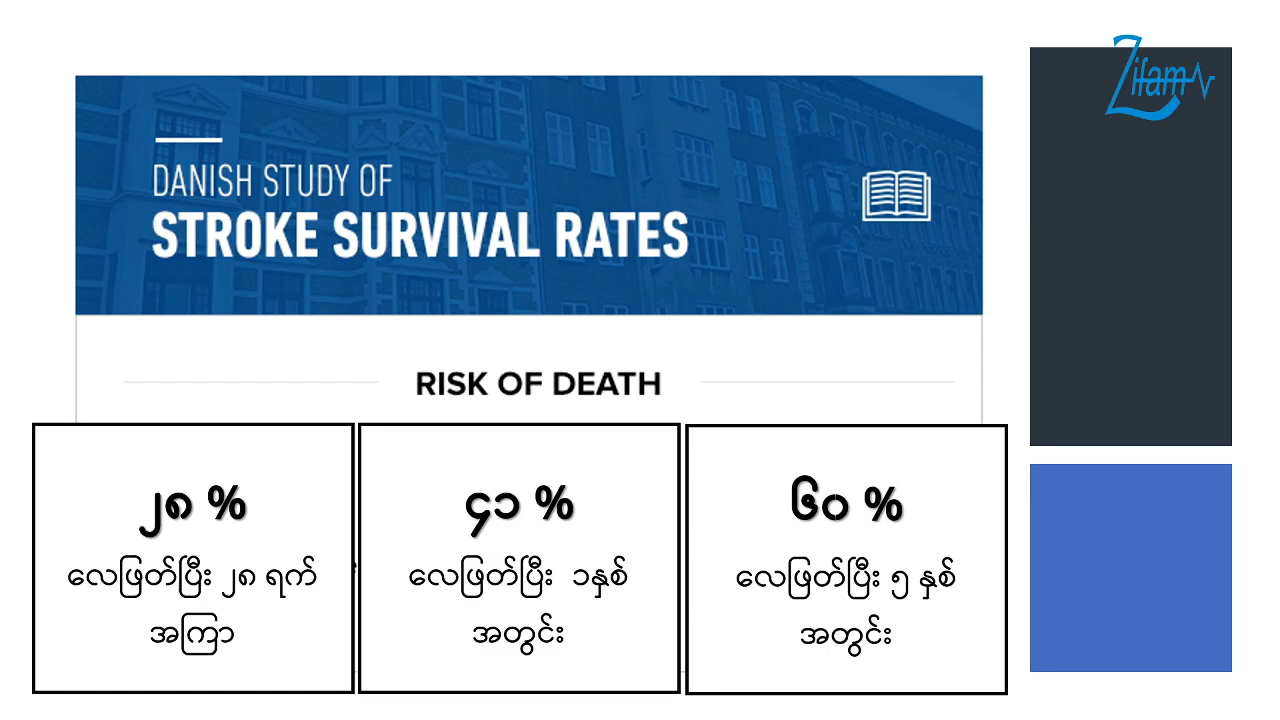 Zifam
DANISH STUDY OF
STROKE SURVIVAL RATES
RISK OF DEATH
၂၈ %
လေဖြတ်ပြီး ၂၈ ရက်
အကြာ
၄၁ %
လေဖြတ်ပြီး ၁နှစ်
အတွင်း
၆၀ %
လေဖြတ်ပြီး ၅ နှစ်
အတွင်း